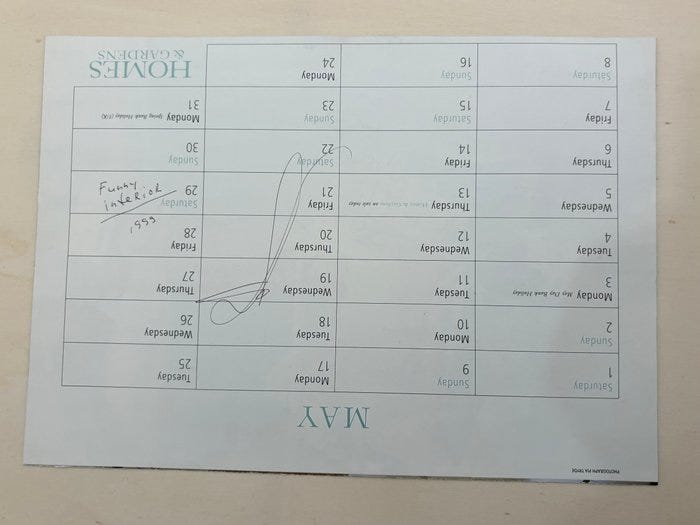 PHOTOGRAPH PIA TRYDE
MAY
Saturday
1
Sunday
2
Monday May Day Bank Holiday
3
Tuesday
4
Wednesday
5
Thursday
6
Friday
7
Saturday
8
Sunday
9
Monday
10
Tuesday
11
Wednesday
12
Thursday Homes & Gardens on sale today
13
Friday
14
Saturday
15
Sunday
16
Monday
17
Tuesday
18
Wednesday
19
Thursday
20
Friday
21
Saturday
22
Sunday
23
Monday
24
Tuesday
25
Wednesday
26
Thursday
27
Friday
28
Saturday
29
Sunday
30
Monday Spring Bank Holiday (UK)
31
HOMES
& GARDENS
Funny
interior
1999